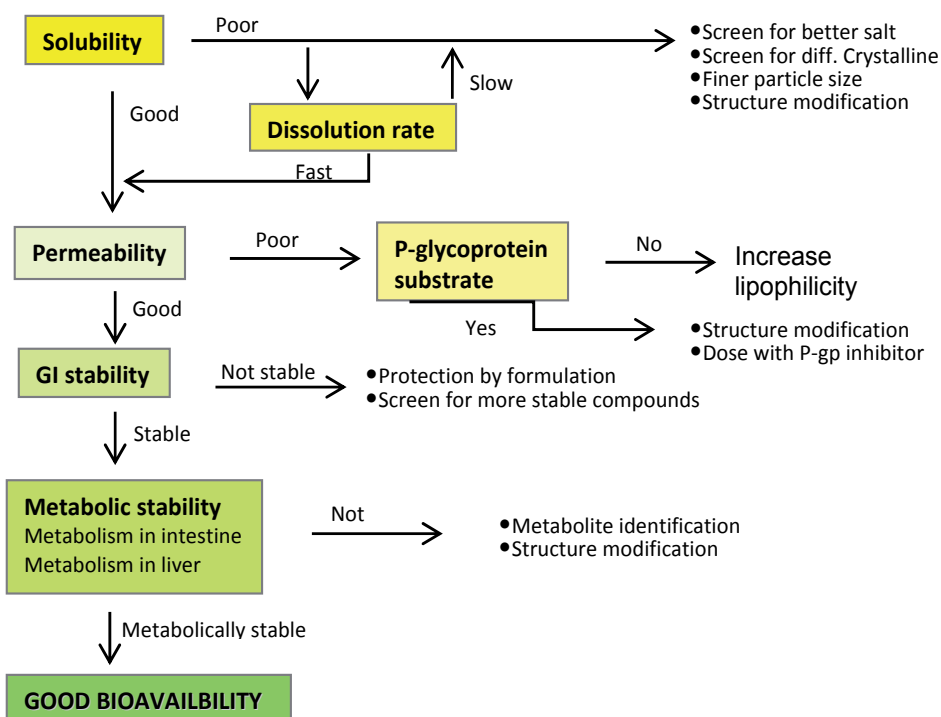 Solubility
Poor
●Screen for better salt
●Screen for diff. Crystalline
●Finer particle size
●Structure modification
Slow
Good
Dissolution rate
Fast
Permeability
Poor
P-glycoprotein
substrate
No
Increase
lipophilicity
Good
Yes
●Structure modification
●Dose with P-gp inhibitor
GI stability
Not stable
●Protection by formulation
●Screen for more stable compounds
Stable
Metabolic stability
Metabolism in intestine
Metabolism in liver
Not
●Metabolite identification
●Structure modification
Metabolically stable
GOOD BIOAVAILBILITY